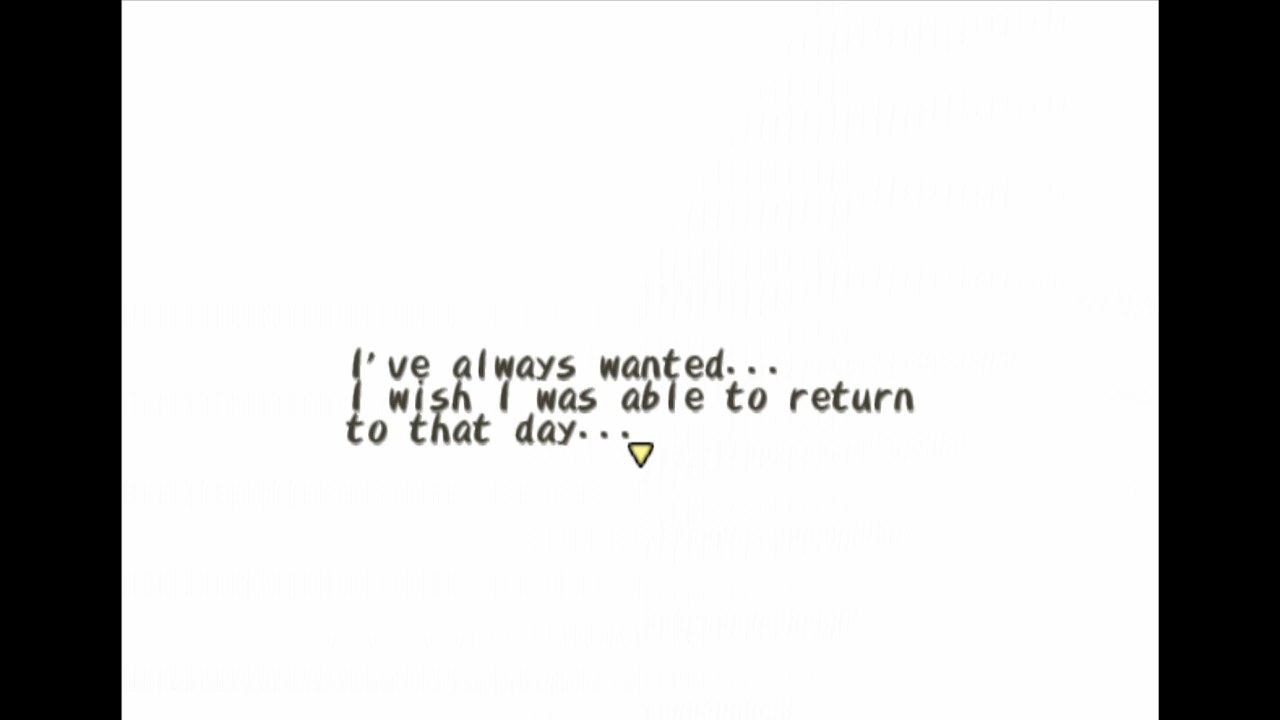 I've always wanted...
I wish I was able to return
to that day...